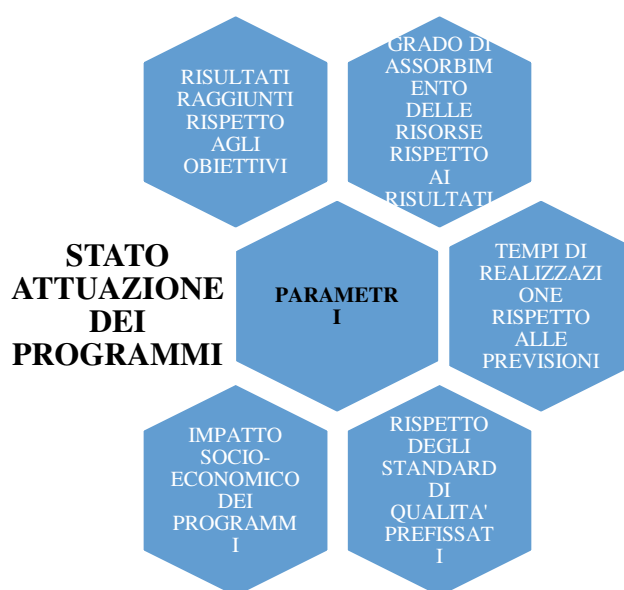 RISULTATI
RAGGIUNTI
RISPETTO
AGLI
OBIETTIVI
GRADO DI
ASSORBIM
ENTO
DELLE
RISORSE
RISPETTO
AI
RISULTATI
STATO
ATTUAZIONE
DEI
PROGRAMMI
PARAMETR
I
TEMPI DI
REALIZZAZI
ONE
RISPETTO
ALLE
PREVISIONI
IMPATTO
SOCIO-
ECONOMICO
DEI
PROGRAMM
I
RISPETTO
DEGLI
STANDARD
DI
QUALITA'
PREFISSAT
I